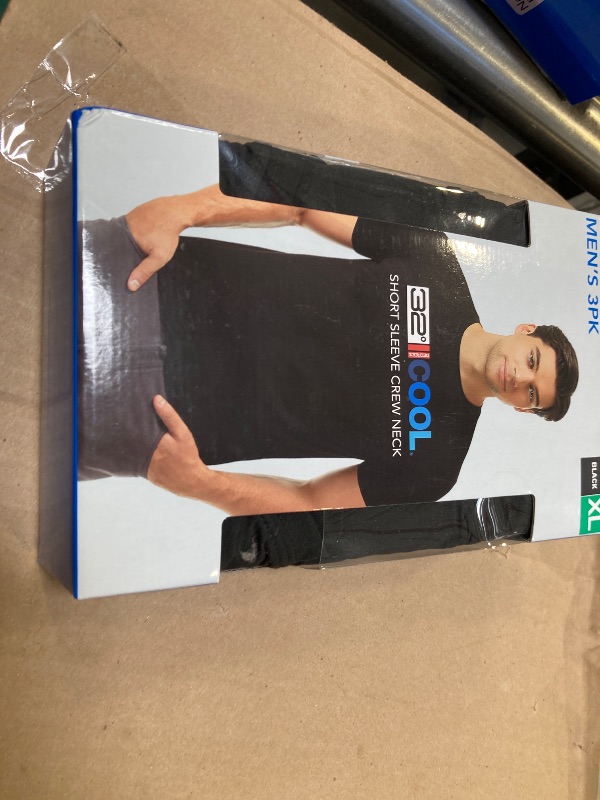 MEN'S 3PK
BLACK
XL
32° COOL
SHORT SLEEVE CREW NECK